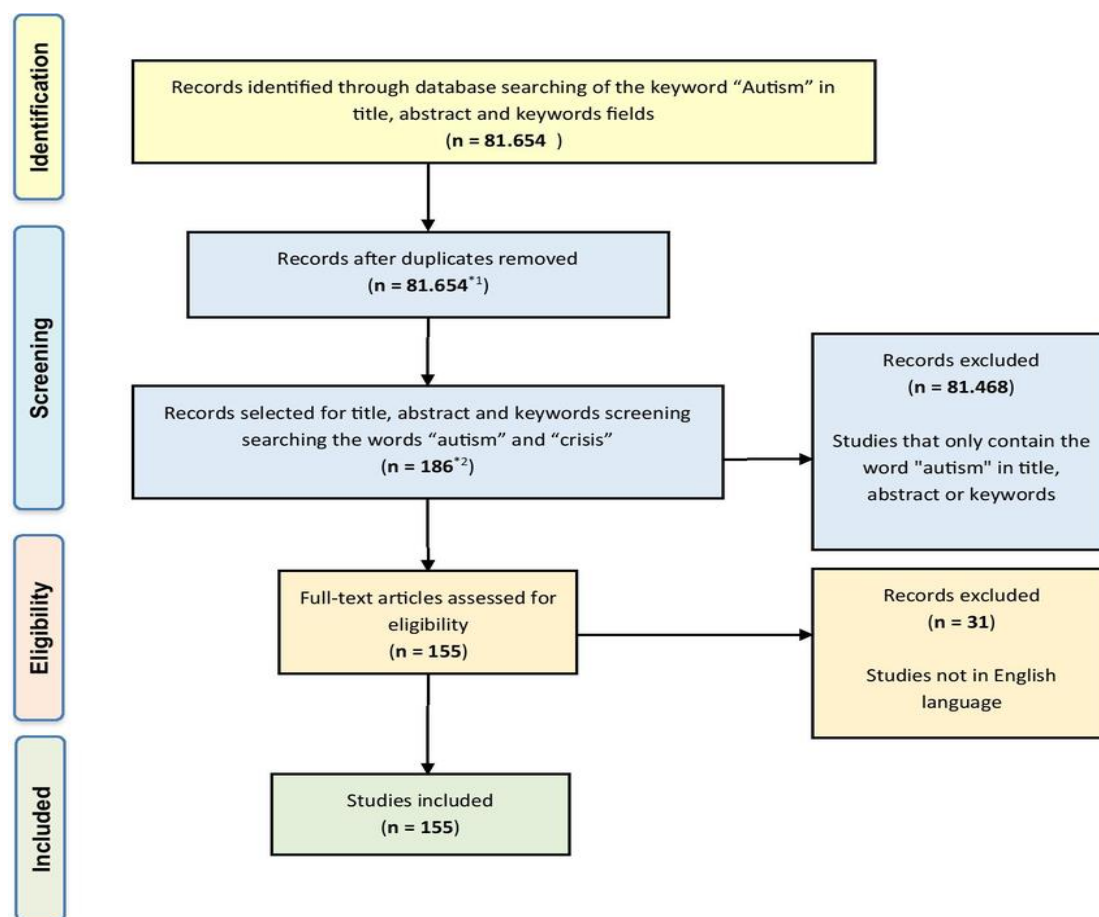 Identification
Records identified through database searching of the keyword “Autism” in
title, abstract and keywords fields
(n = 81.654 )
Screening
Records after duplicates removed
(n = 81.654*1)
Records selected for title, abstract and keywords screening
searching the words “autism” and “crisis”
(n = 186*2)
Records excluded
(n = 81.468)
Studies that only contain the
word "autism" in title,
abstract or keywords
Eligibility
Full-text articles assessed for
eligibility
(n = 155)
Records excluded
(n = 31)
Studies not in English
language
Included
Studies included
(n = 155)